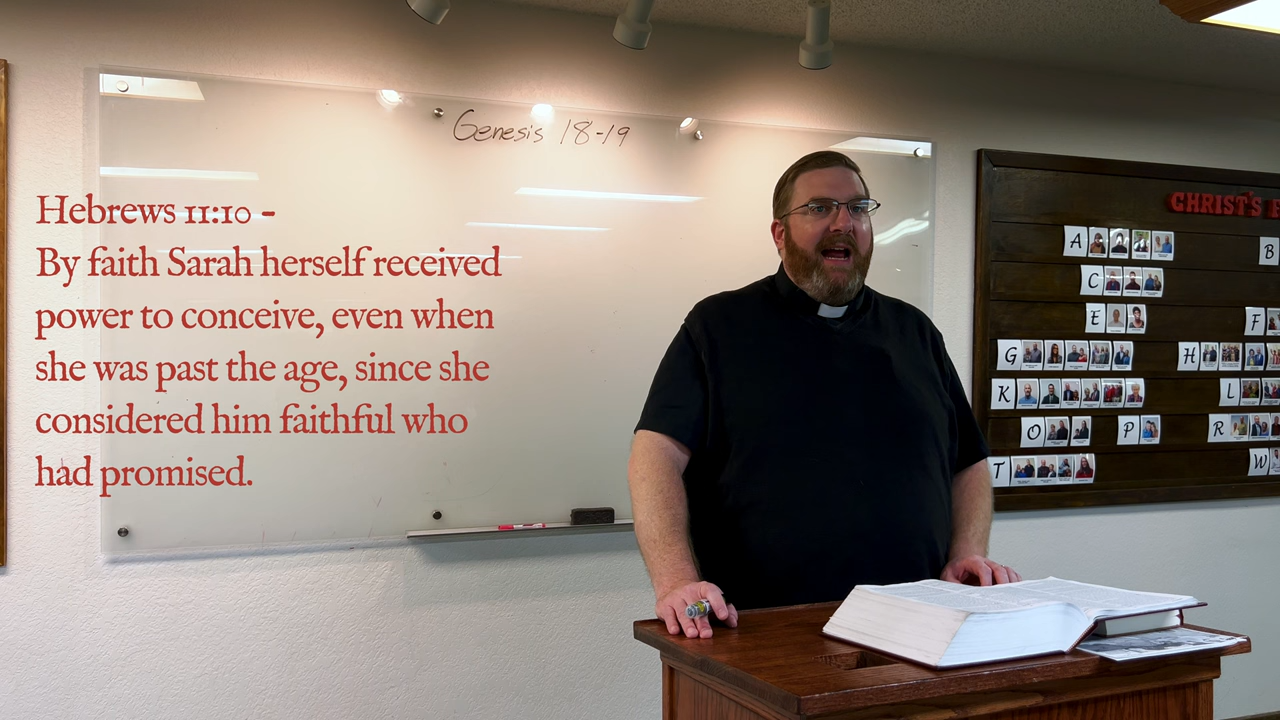 Genesis 18-19
Hebrews 11:10 -
By faith Sarah herself received
power to conceive, even when
she was past the age, since she
considered him faithful who
had promised.
CHRIST'S
A
B
C
E
F
G
H
K
L
O
P
R
T
W